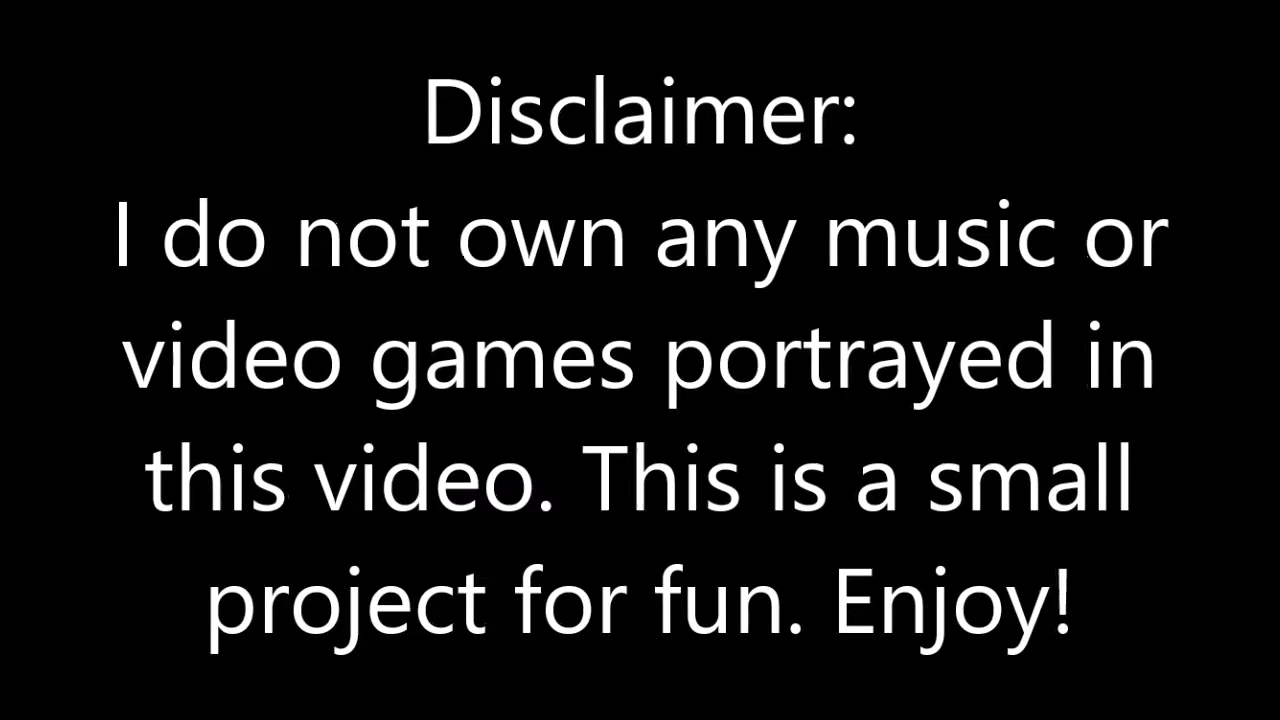 Disclaimer:
I do not own any music or
video games portrayed in
this video. This is a small
project for fun. Enjoy!